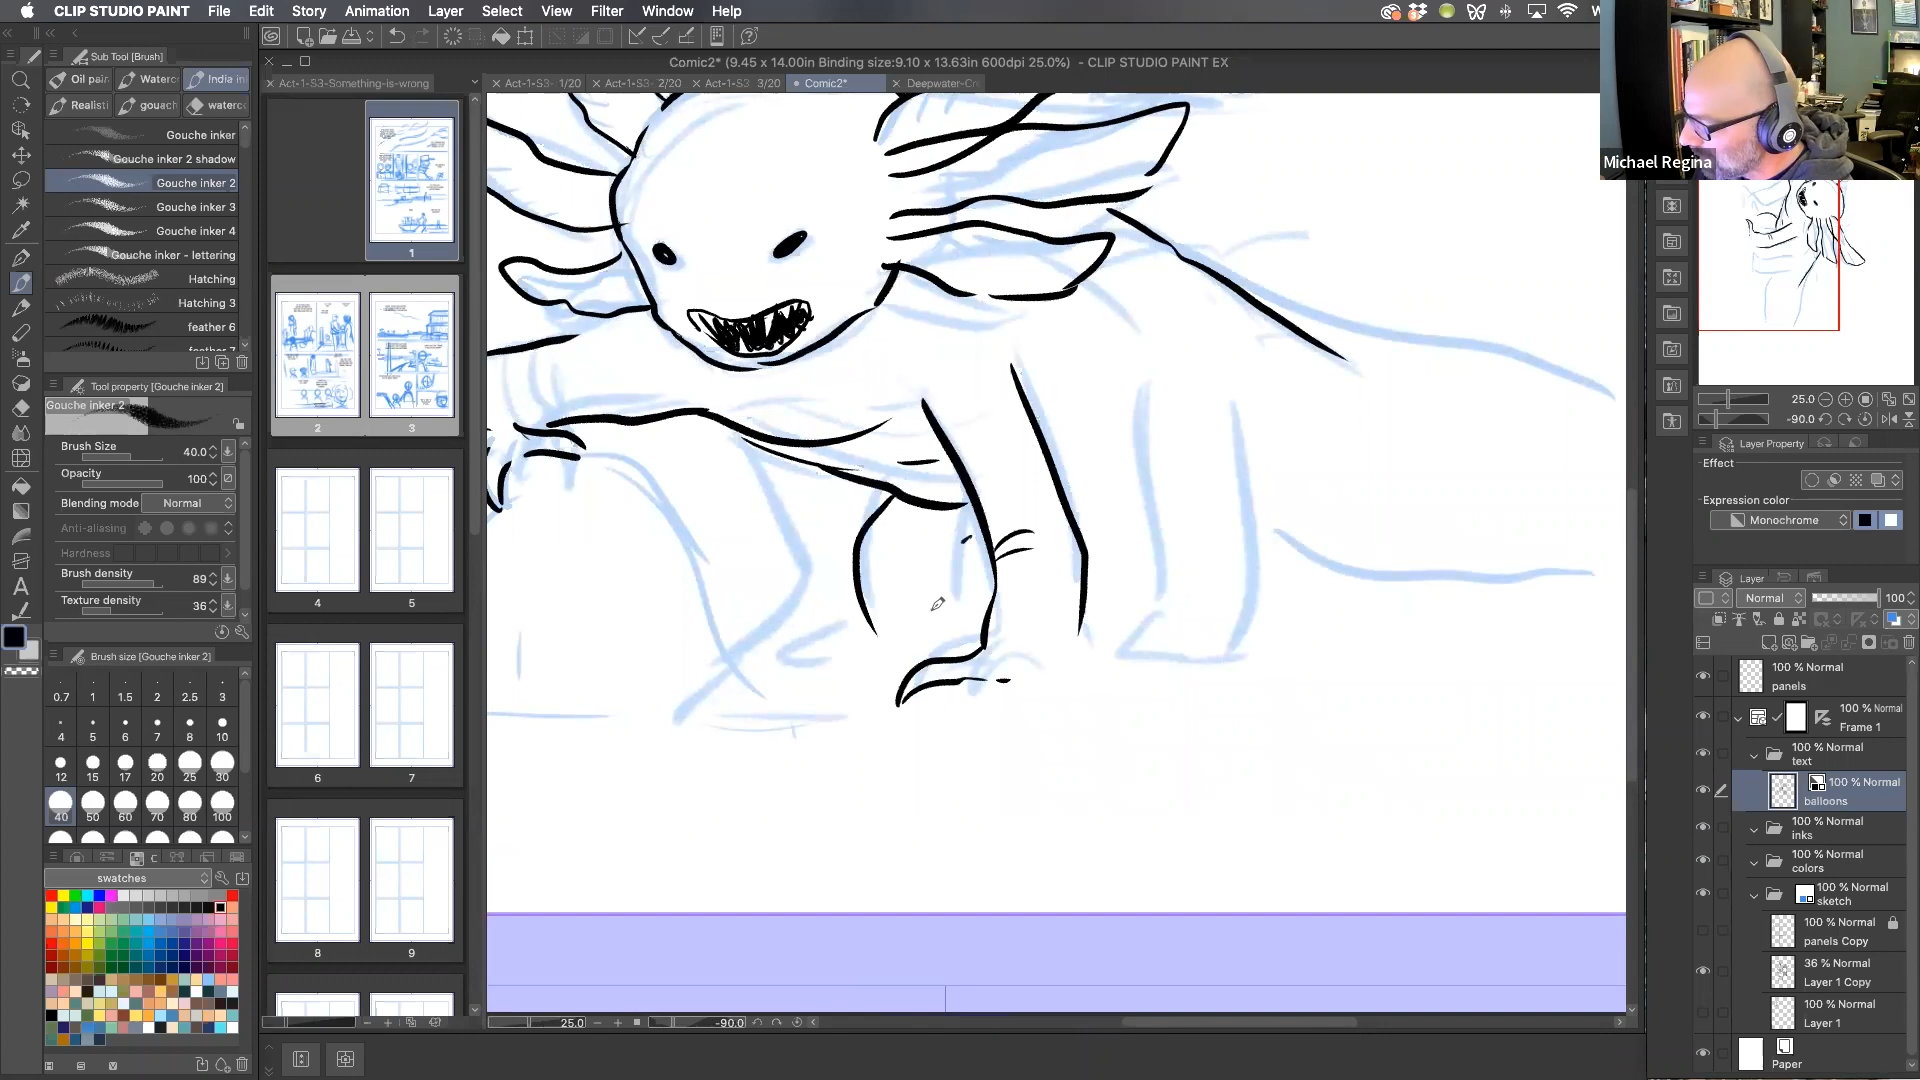 CLIP STUDIO PAINT File Edit Story Animation Layer Select View Filter Window Help
Sub Tool [Brush]
Comic2* (9.45 x 14.00in Binding size:9.10 x 13.63in 600dpi 25.0%) - CLIP STUDIO PAINT EX
Oil pain Waterc India in
Act-1-S3-Something-is-wrong
Act-1-S3- 1/20
Act-1-S3- 2/20
Act-1-S3 3/20
Comic2*
Deepwater-Cr
Realisti gouach waterc
Gouche inker
Gouche inker 2 shadow
Gouche inker 2
Gouche inker 3
Gouche inker 4
Gouche inker - lettering
Hatching
Hatching 3
feather 6
feather 7
Tool property [Gouche inker 2]
Gouche inker 2
Brush Size 40.0
Opacity 100
Blending mode Normal
Anti-aliasing
Hardness
Brush density 89
Texture density 36
Brush size [Gouche inker 2]
0.7 1 1.5 2 2.5 3
4 5 6 7 8 10
12 15 17 20 25 30
40 50 60 70 80 100
swatches
1
2 3
4 5
6 7
8 9
25.0 -90.0
Michael Regina
25.0
-90.0
Layer Property
Effect
Expression color
Monochrome
Layer
Normal 100
100 % Normal
panels
100 % Normal
Frame 1
100 % Normal
text
100 % Normal
balloons
100 % Normal
inks
100 % Normal
colors
100 % Normal
sketch
100 % Normal
panels Copy
36 % Normal
Layer 1 Copy
100 % Normal
Layer 1
Paper